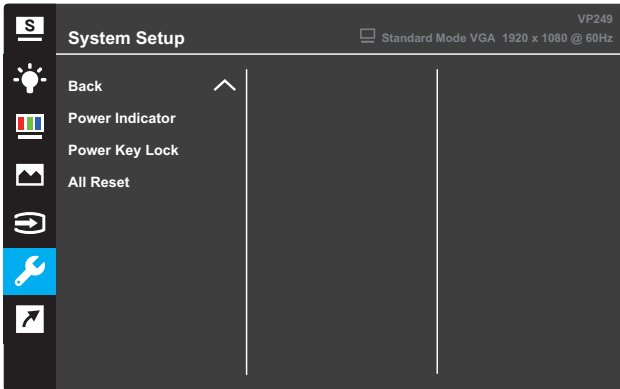 S
VP249
System Setup
Standard Mode VGA 1920 x 1080 @ 60Hz
Back
Power Indicator
Power Key Lock
All Reset